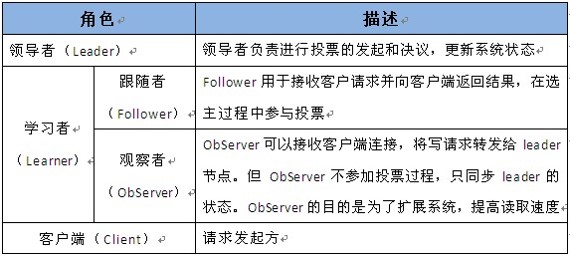 角色 描述
领导者（Leader） 领导者负责进行投票的发起和决议，更新系统状态
学习者
（Learner）
跟随者
（Follower）
Follower 用于接收客户请求并向客户端返回结果，在选
主过程中参与投票
观察者
（ObServer）
ObServer 可以接收客户端连接，将写请求转发给 leader
节点。但 ObServer 不参加投票过程，只同步 leader 的
状态。ObServer 的目的是为了扩展系统，提高读取速度
客户端（Client） 请求发起方